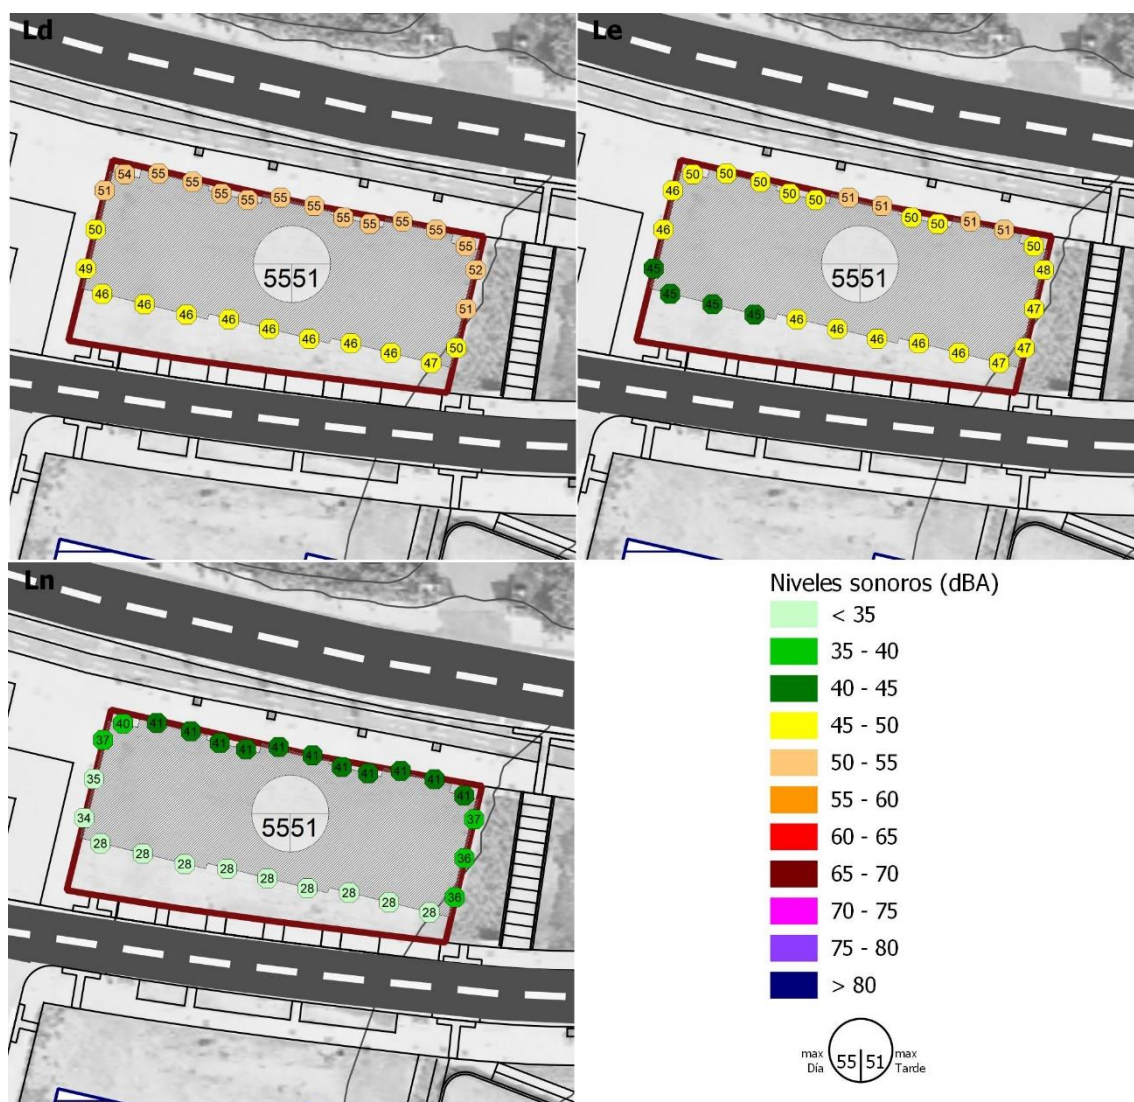 Ld
54 55 55 55 55 55 55 55 55 55 55 55
51 52
50 51
49 50
46 46 46 46 46 46 46 46 47
5551
Le
50 50 50 50 50 51 51 50 50 51 51 50
46 48
46 47
45 47
45 45 45 46 46 46 46 46 47
5551
Ln
40 41 41 41 41 41 41 41 41 41 41 41
37 37
35 36
34 36
28 28 28 28 28 28 28 28 28
5551
Niveles sonoros (dBA)
< 35
35 - 40
40 - 45
45 - 50
50 - 55
55 - 60
60 - 65
65 - 70
70 - 75
75 - 80
> 80
max Día
55 51
max Tarde